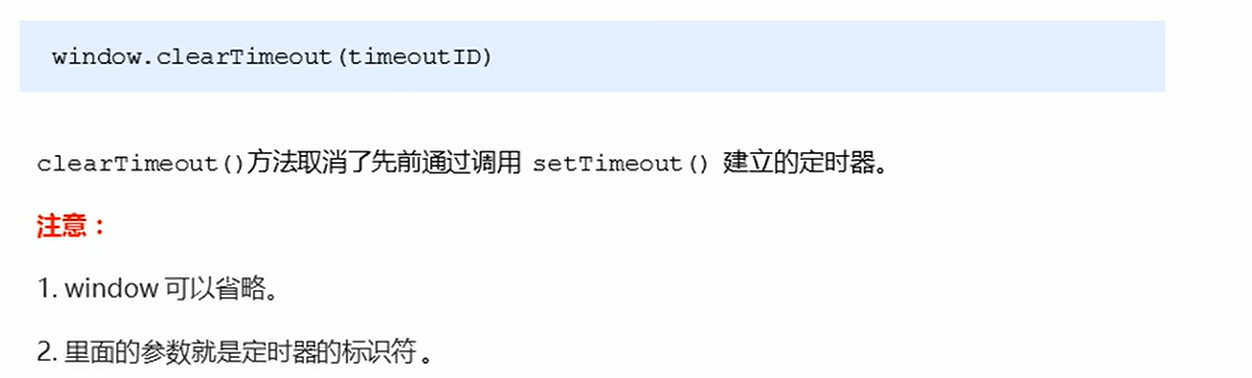 window.clearTimeout(timeoutID)
clearTimeout()方法取消了先前通过调用 setTimeout() 建立的定时器。
注意：
1. window 可以省略。
2. 里面的参数就是定时器的标识符 。